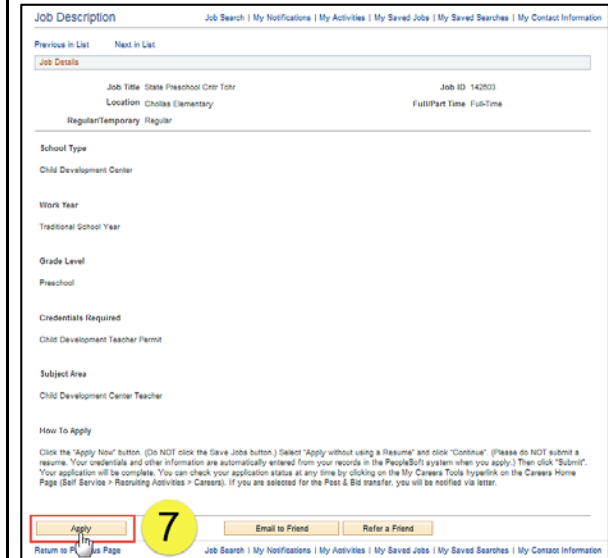 Job Description
Job Search | My Notifications | My Activities | My Saved Jobs | My Saved Searches | My Contact Information
Previous in List Next in List
Job Details
Job Title State Preschool Cntr Tchr Job ID 142803
Location Chollas Elementary Full/Part Time Full-Time
Regular/Temporary Regular
School Type
Child Development Center
Work Year
Traditional School Year
Grade Level
Preschool
Credentials Required
Child Development Teacher Permit
Subject Area
Child Development Center Teacher
How To Apply
Click the "Apply Now" button. (Do NOT click the Save Jobs button.) Select "Apply without using a Resume" and click "Continue". (Please do NOT submit a
resume. Your credentials and other information are automatically entered from your records in the PeopleSoft system when you apply.) Then click "Submit".
Your application will be complete. You can check your application status at any time by clicking on the My Careers Tools hyperlink on the Careers Home
Page (Self Service > Recruiting Activities > Careers). If you are selected for the Post & Bid transfer, you will be notified via letter.
Apply 7 Email to Friend Refer a Friend
Return to Page Job Search | My Notifications | My Activities | My Saved Jobs | My Saved Searches | My Contact Information